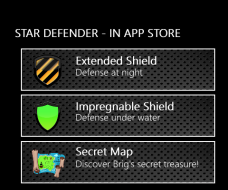 STAR DEFENDER - IN APP STORE
Extended Shield
Defense at night
Impregnable Shield
Defense under water
Secret Map
Discover Brig's secret treasure!